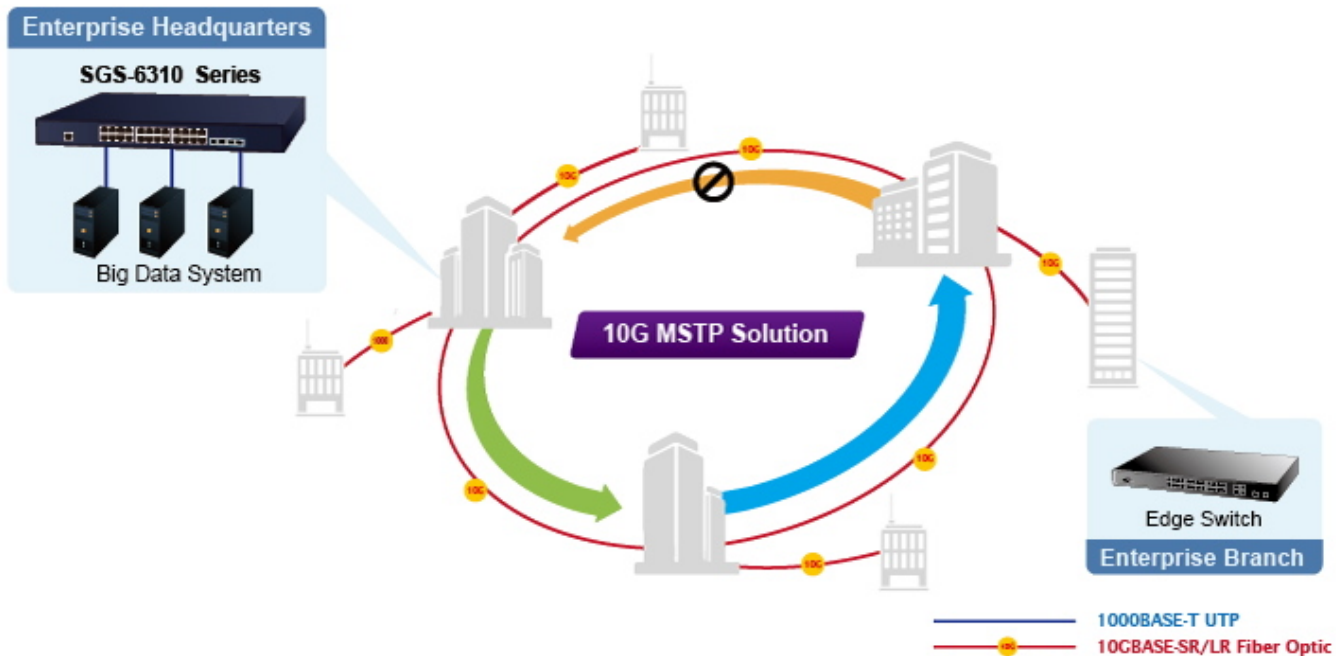 Enterprise Headquarters
SGS-6310 Series
Big Data System
10G
10G
10G
1000
10G MSTP Solution
10G
10G
10G
Edge Switch
Enterprise Branch
1000BASE-T UTP
10G
10GBASE-SR/LR Fiber Optic